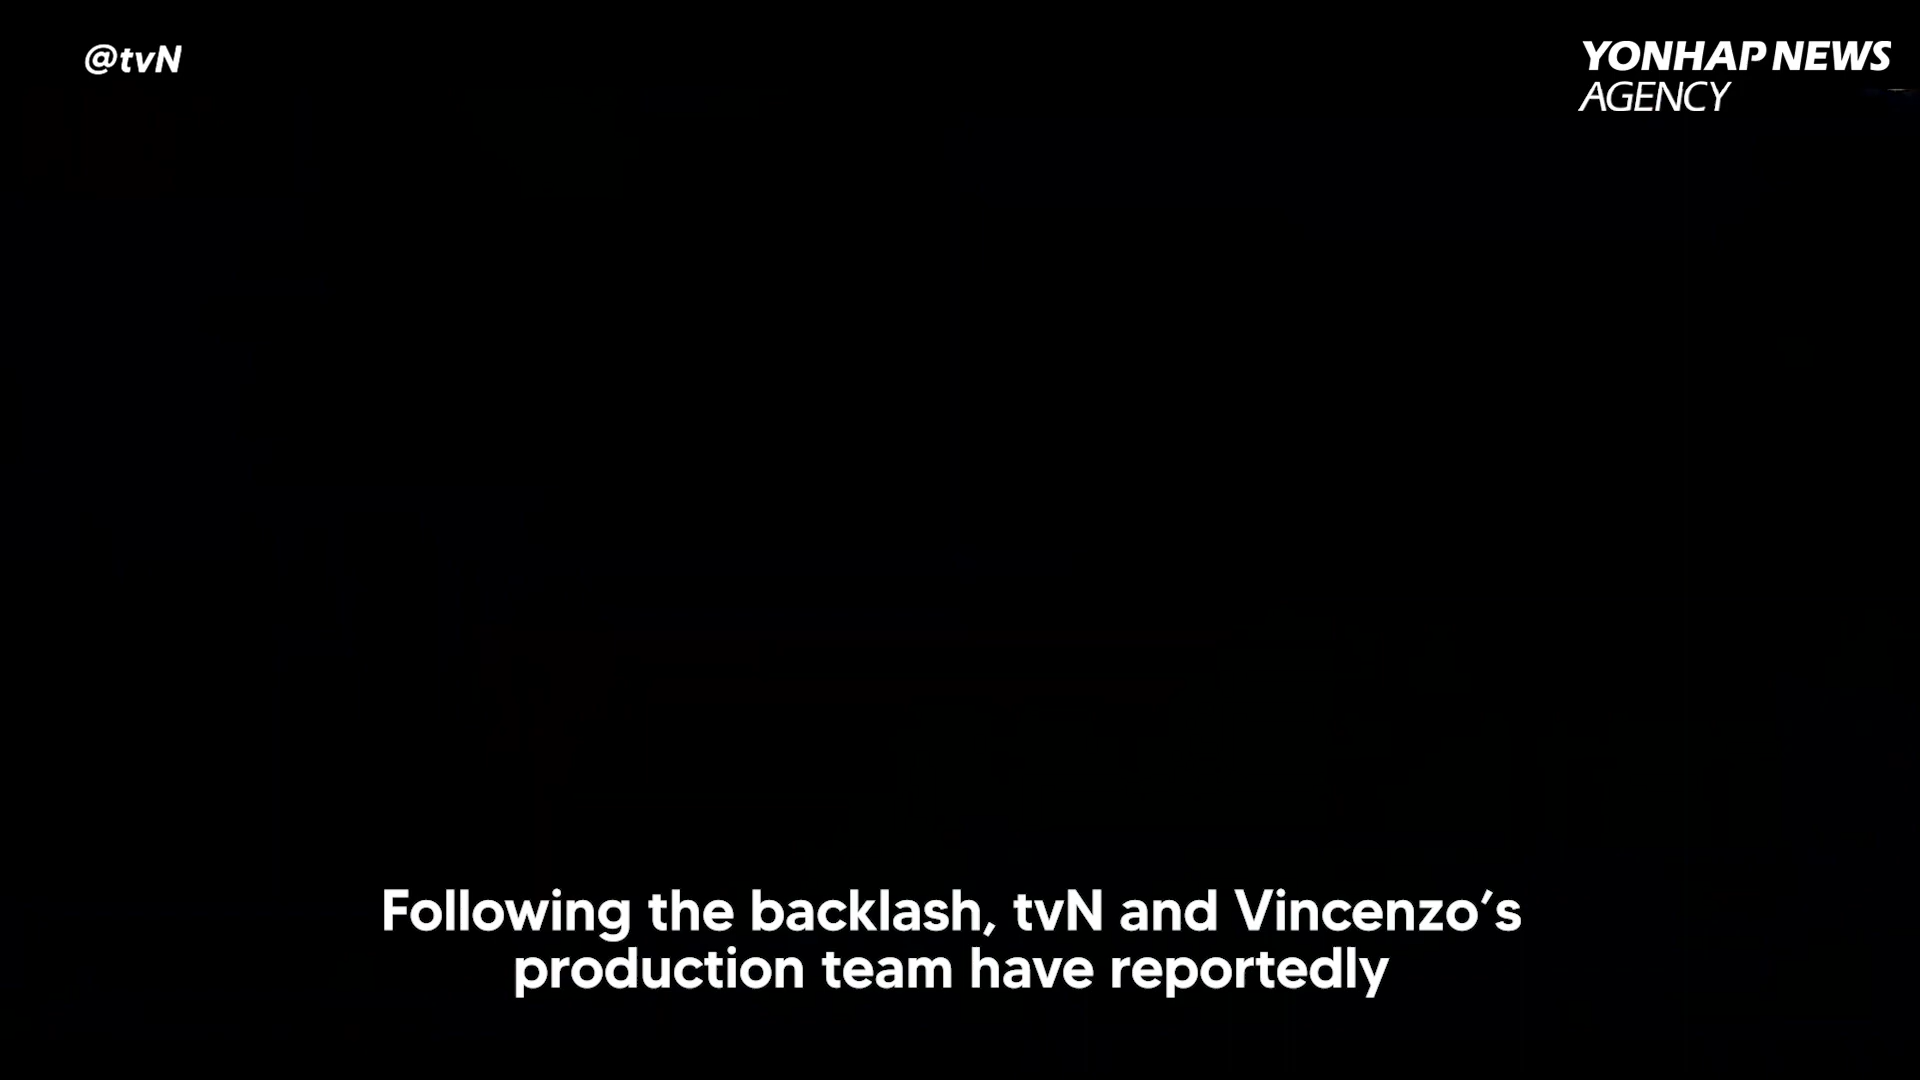 @tvN
YONHAP NEWS
AGENCY
Following the backlash, tvN and Vincenzo’s
production team have reportedly